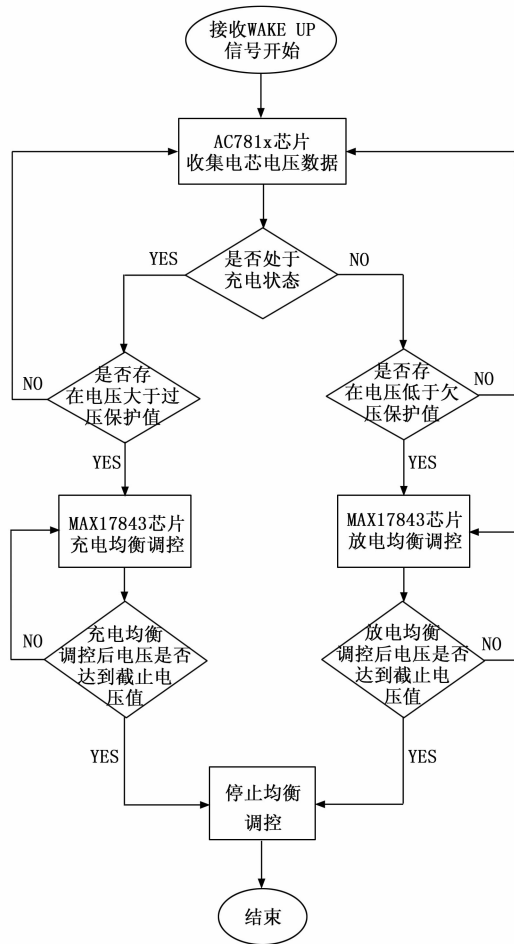 接收WAKE UP
信号开始
AC781x芯片
收集电芯电压数据
YES
是否处于
充电状态
NO
NO
是否存
在电压大于过
压保护值
是否存
在电压低于欠
压保护值
NO
YES
YES
MAX17843芯片
充电均衡调控
MAX17843芯片
放电均衡调控
NO
充电均衡
调控后电压是否
达到截止电
压值
放电均衡
调控后电压是否
达到截止电
压值
NO
YES
YES
停止均衡
调控
结束